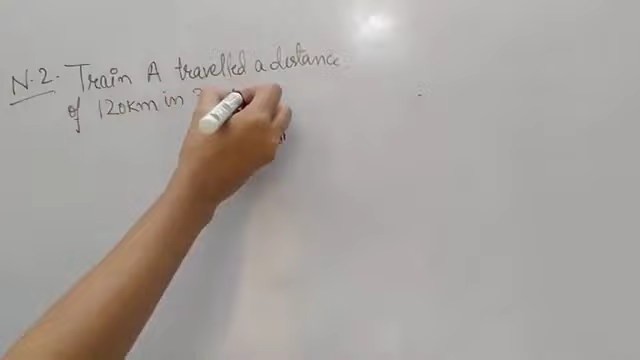 N.2. Train A travelled a distance
of 120km in